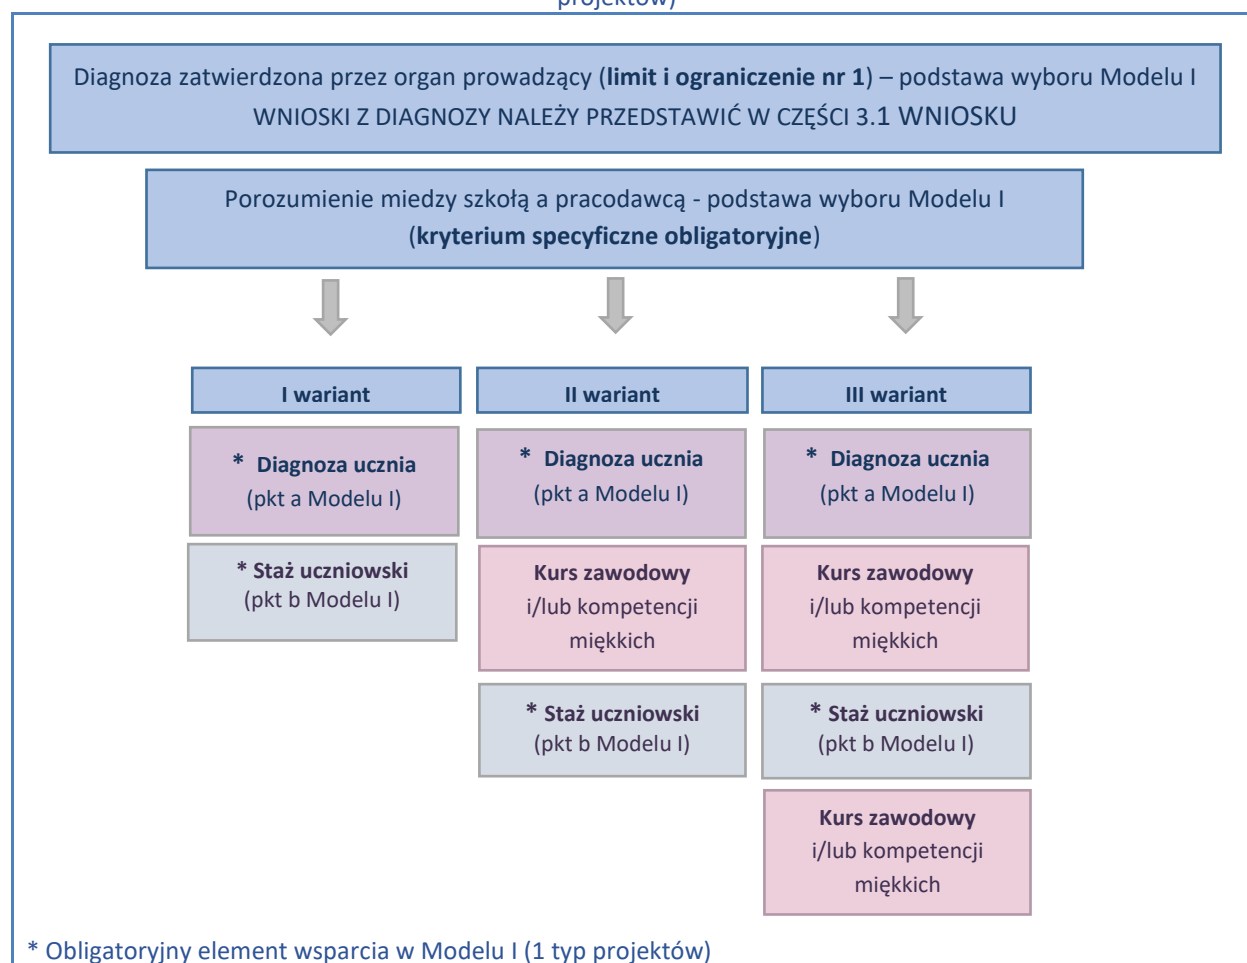 projektów)
Diagnoza zatwierdzona przez organ prowadzący (limit i ograniczenie nr 1) – podstawa wyboru Modelu I
WNIOSKI Z DIAGNOZY NALEŻY PRZEDSTAWIĆ W CZĘŚCI 3.1 WNIOSKU
Porozumienie miedzy szkołą a pracodawcą - podstawa wyboru Modelu I
(kryterium specyficzne obligatoryjne)
I wariant
II wariant
III wariant
* Diagnoza ucznia
(pkt a Modelu I)
* Diagnoza ucznia
(pkt a Modelu I)
* Diagnoza ucznia
(pkt a Modelu I)
* Staż uczniowski
(pkt b Modelu I)
Kurs zawodowy
i/lub kompetencji
miękkich
Kurs zawodowy
i/lub kompetencji
miękkich
* Staż uczniowski
(pkt b Modelu I)
* Staż uczniowski
(pkt b Modelu I)
Kurs zawodowy
i/lub kompetencji
miękkich
* Obligatoryjny element wsparcia w Modelu I (1 typ projektów)